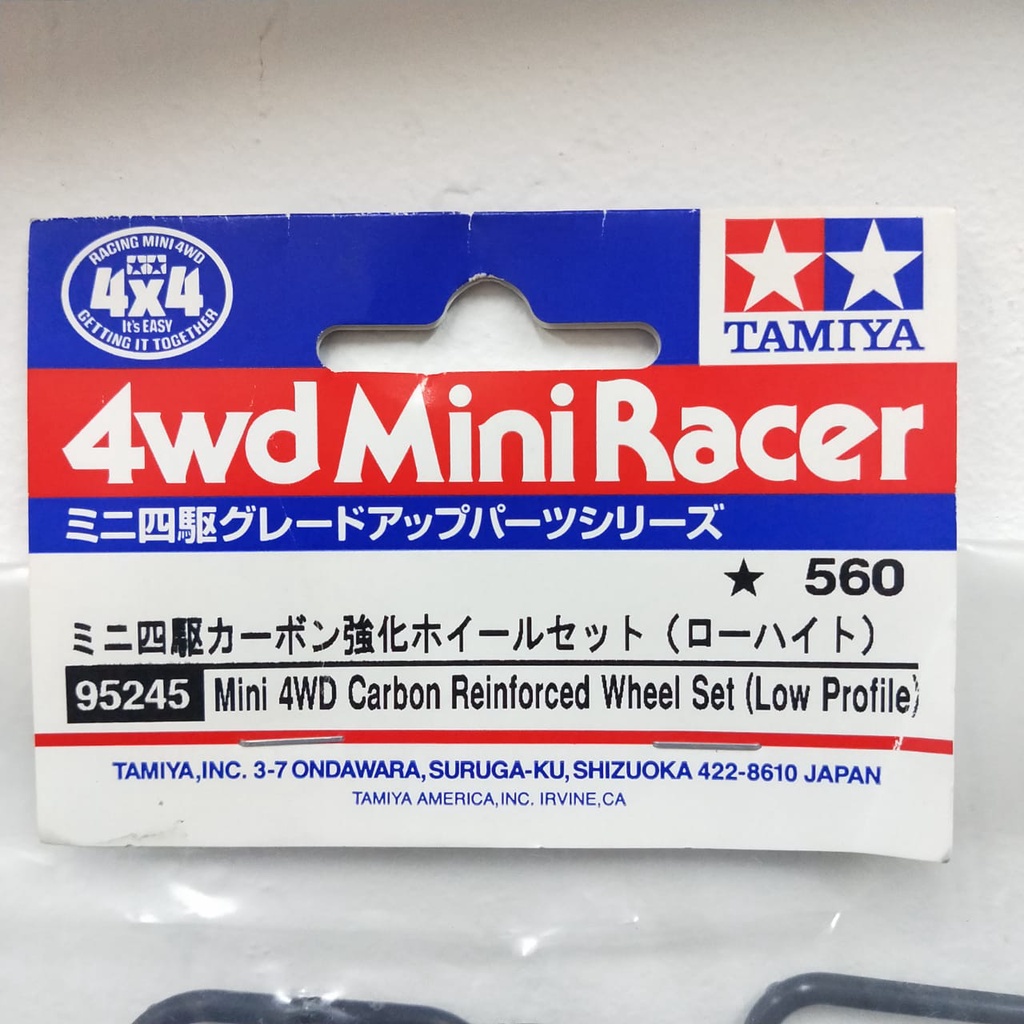 RACING MINI 4WD
4x4
It's EASY
GETTING IT TOGETHER
TAMIYA
4wd Mini Racer
ミニ四駆グレードアップパーツシリーズ
★ 560
ミニ四駆カーボン強化ホイールセット（ローハイト）
95245 Mini 4WD Carbon Reinforced Wheel Set (Low Profile)
TAMIYA,INC. 3-7 ONDAWARA, SURUGA-KU, SHIZUOKA 422-8610 JAPAN
TAMIYA AMERICA,INC. IRVINE,CA